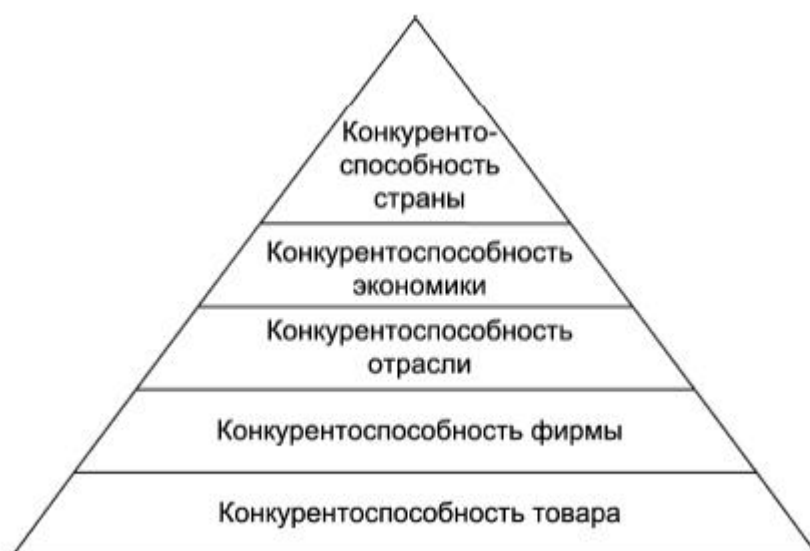 Конкуренто-
способность
страны
Конкурентоспособность
экономики
Конкурентоспособность
отрасли
Конкурентоспособность фирмы
Конкурентоспособность товара